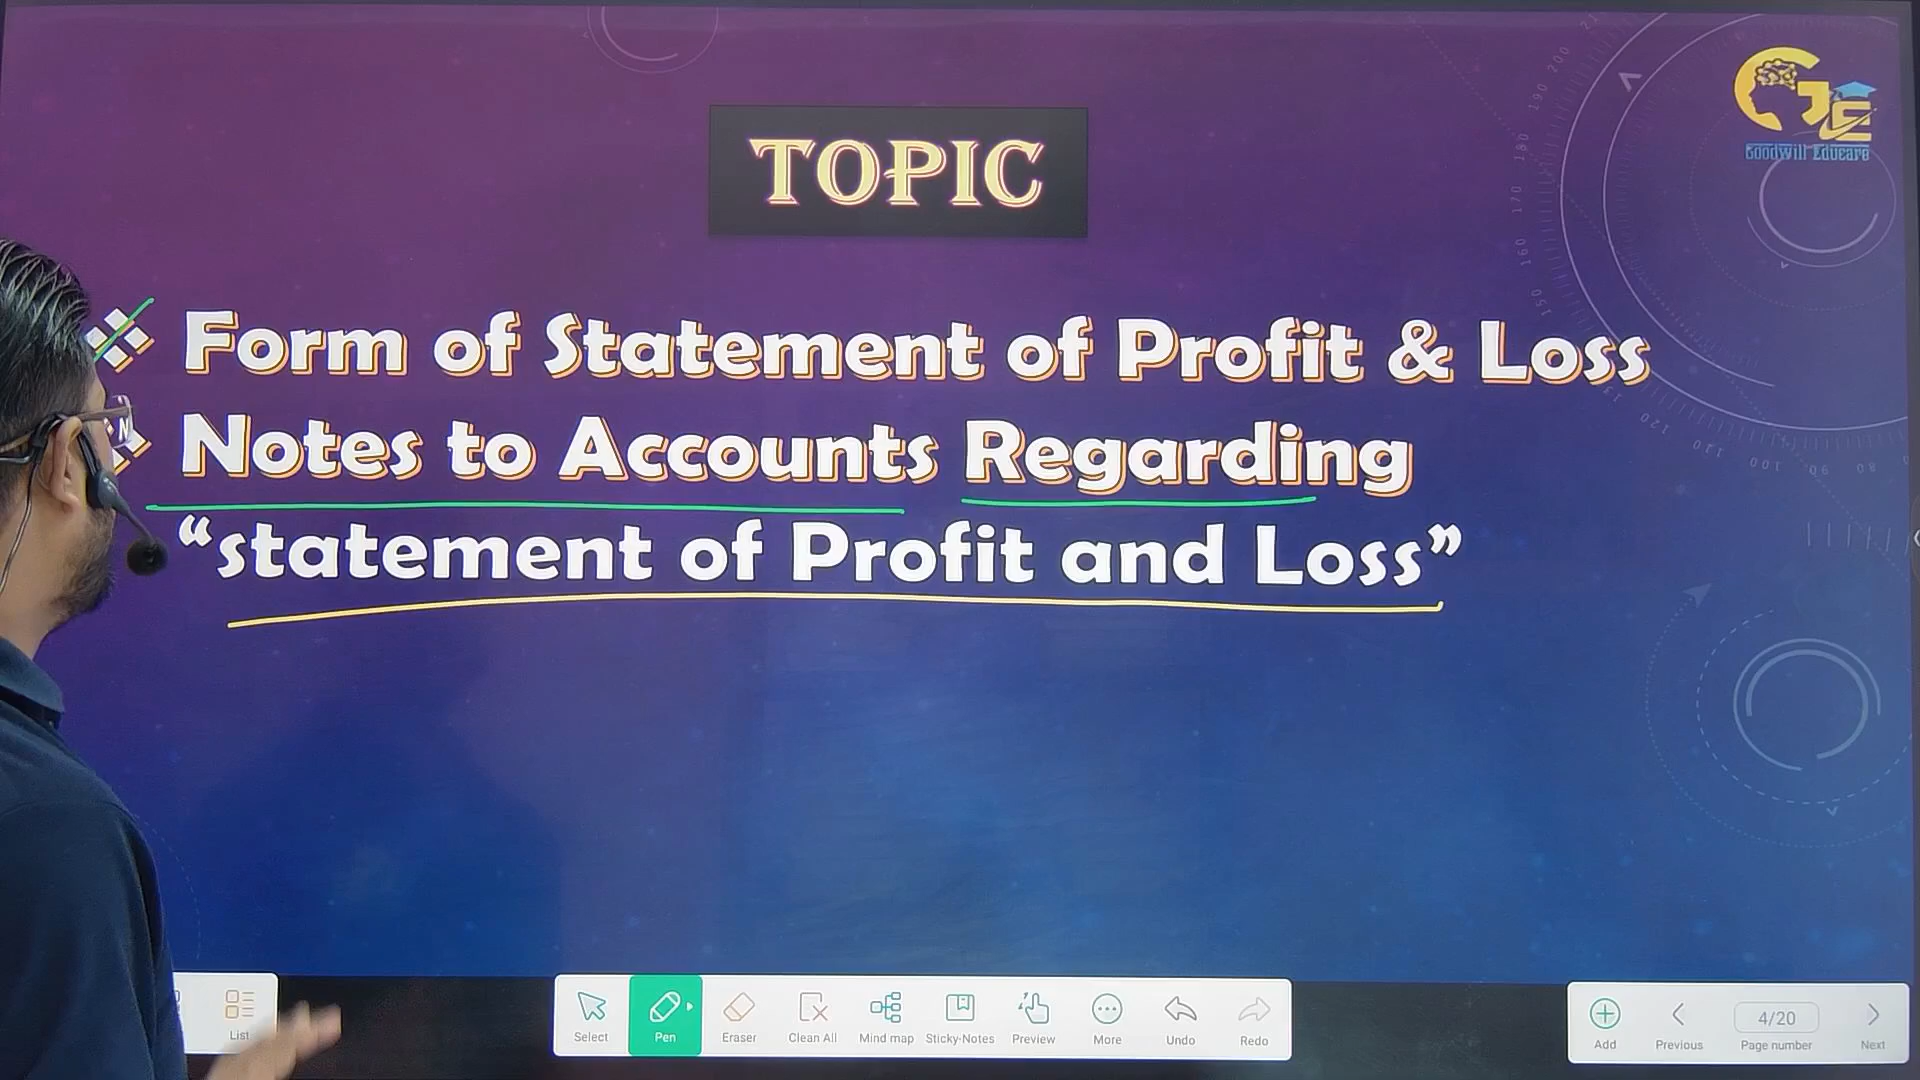 TOPIC
Goodwill Educare
Form of Statement of Profit & Loss
Notes to Accounts Regarding
“statement of Profit and Loss”
List
Select
Pen
Eraser
Clean All
Mind map
Sticky-Notes
Preview
More
Undo
Redo
Add
Previous
4/20
Page number
Next